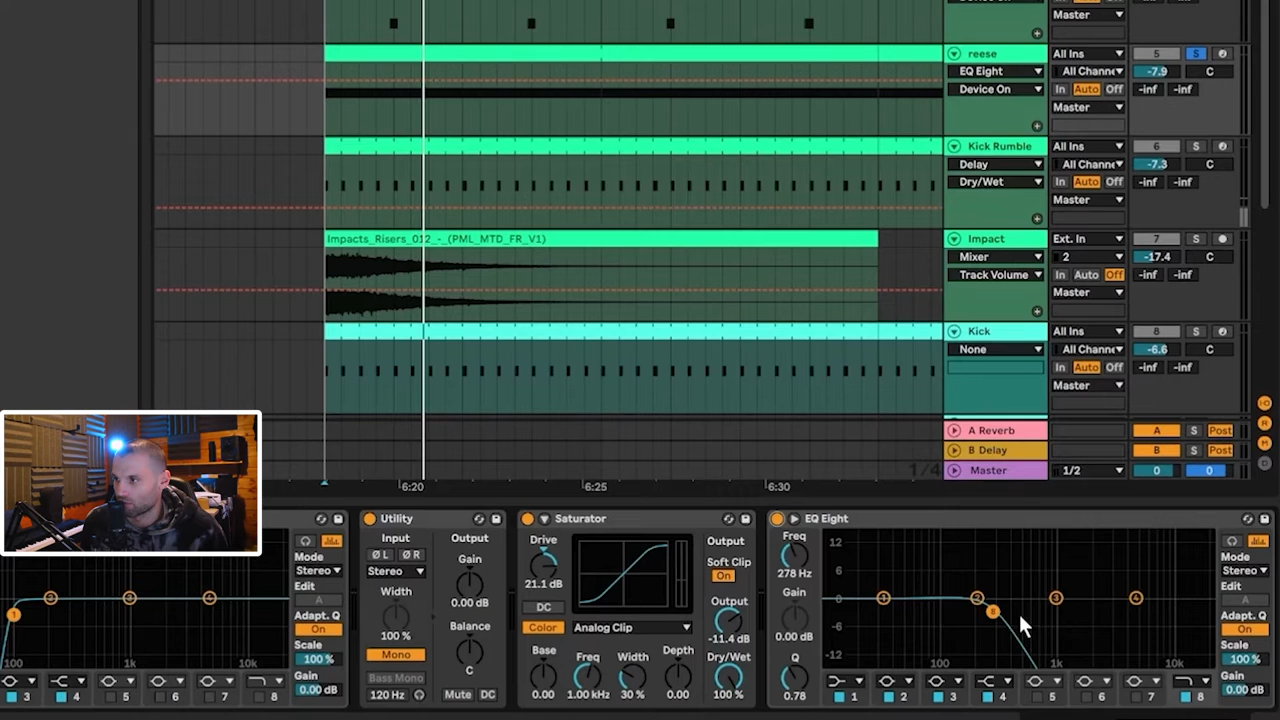 Master
reese
All Ins
5
S
EQ Eight
All Channe
-7.9
C
Device On
In
Auto
Off
-inf
-inf
Master
Kick Rumble
All Ins
6
S
Delay
All Channe
-7.3
C
Dry/Wet
In
Auto
Off
-inf
-inf
Master
Impacts_Risers_012_-_(PML_MTD_FR_V1)
Impact
Ext. In
7
S
Mixer
2
-17.4
C
Track Volume
In
Auto
Off
-inf
-inf
Master
Kick
All Ins
8
S
None
All Channe
-6.6
C
In
Auto
Off
-inf
-inf
Master
A Reverb
A
S
Post
B Delay
B
S
Post
1/4
Master
1/2
0
0
6:20
6:25
6:30
Mode
Stereo
Edit
A
Adapt. Q
On
Scale
100 %
Gain
0.00 dB
1
2
3
4
100
1k
10k
3
4
5
6
7
8
Utility
Input
Output
Ø L
Ø R
Gain
Stereo
Width
0.00 dB
100 %
Balance
Mono
Bass Mono
C
120 Hz
Mute
DC
Saturator
Drive
21.1 dB
DC
Color
Analog Clip
Output
Soft Clip
On
Output
-11.4 dB
Base
Freq
Width
Depth
Dry/Wet
0.00
1.00 kHz
30 %
0.00
100 %
EQ Eight
Freq
278 Hz
Gain
0.00 dB
Q
0.78
12
6
0
-6
-12
1
2
8
3
4
100
1k
10k
1
2
3
4
5
6
7
8
Mode
Stereo
Edit
A
Adapt. Q
On
Scale
100 %
Gain
0.00 dB